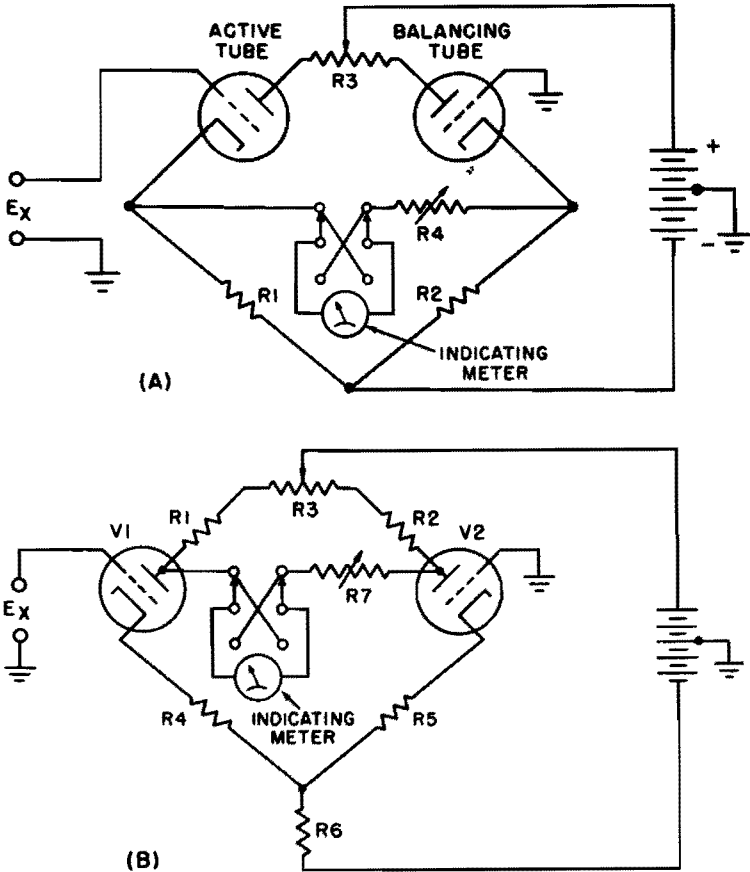 ACTIVE
TUBE
BALANCING
TUBE
R3
+
EX
R4
-
R1
R2
INDICATING
METER
(A)
R1
R3
R2
V1
V2
EX
R7
R4
INDICATING
METER
R5
R6
(B)